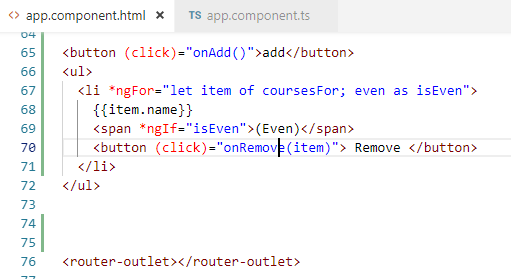 <> app.component.html × TS app.component.ts
64
65 <button (click)="onAdd()">add</button>
66 <ul>
67 <li *ngFor="let item of coursesFor; even as isEven">
68 {{item.name}}
69 <span *ngIf="isEven">(Even)</span>
70 <button (click)="onRemove(item)"> Remove </button>
71 </li>
72 </ul>
73
74
75
76 <router-outlet></router-outlet>